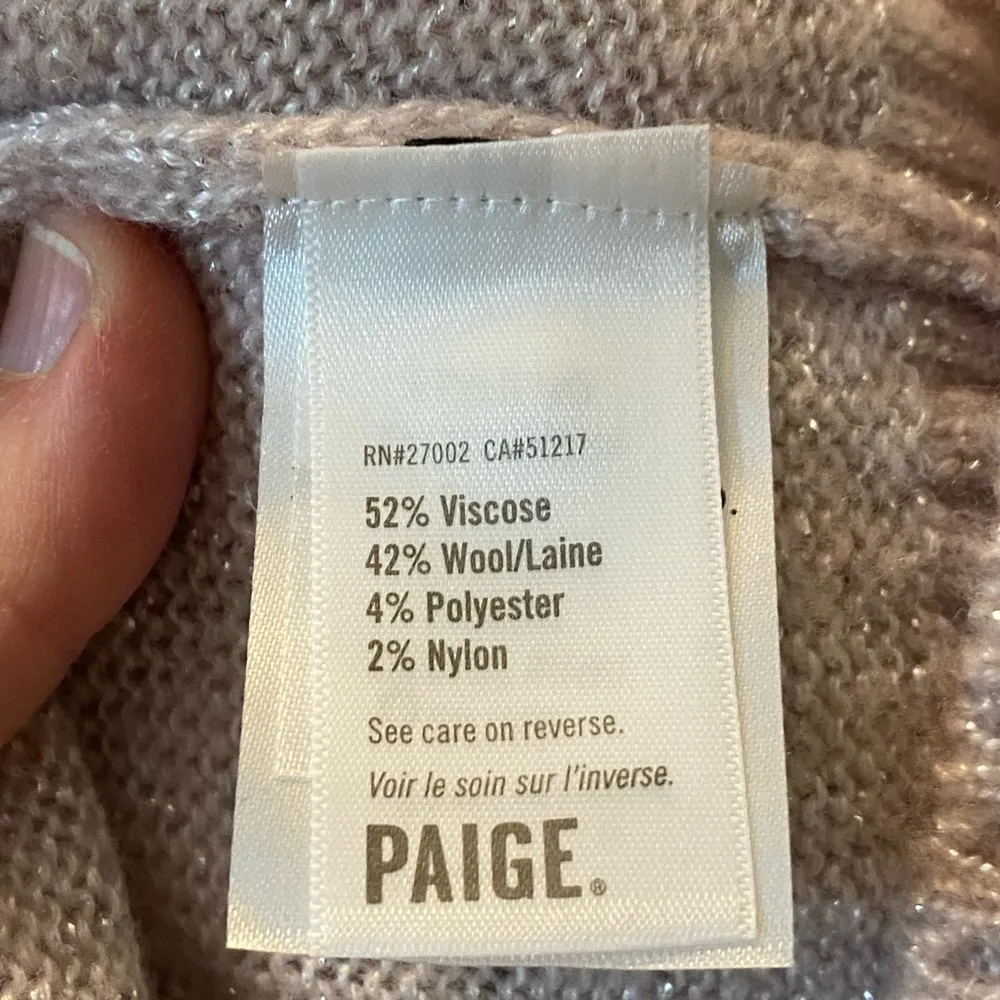 RN#27002 CA#51217
52% Viscose
42% Wool/Laine
4% Polyester
2% Nylon
See care on reverse.
Voir le soin sur l'inverse.
PAIGE®